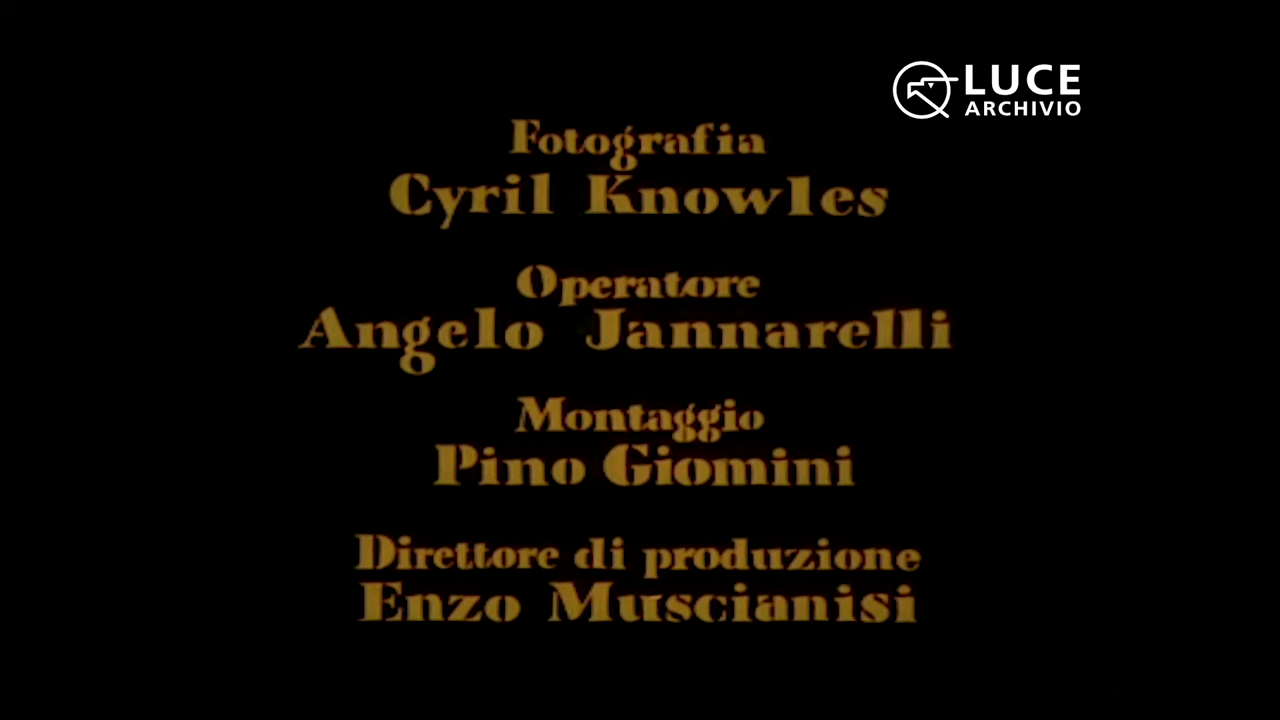 LUCE
ARCHIVIO
Fotografia
Cyril Knowles
Operatore
Angelo Jannarelli
Montaggio
Pino Giomini
Direttore di produzione
Enzo Muscianisi